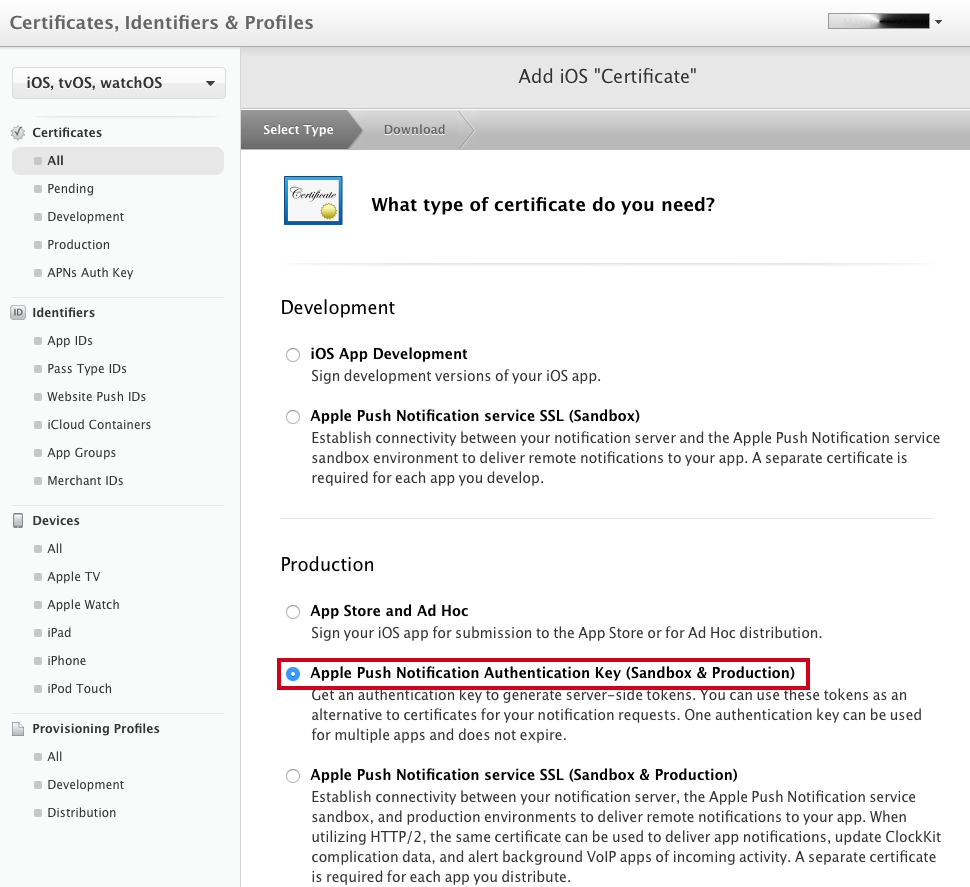 Certificates, Identifiers & Profiles
iOS, tvOS, watchOS
Certificates
All
Pending
Development
Production
APNs Auth Key
ID Identifiers
App IDs
Pass Type IDs
Website Push IDs
iCloud Containers
App Groups
Merchant IDs
Devices
All
Apple TV
Apple Watch
iPad
iPhone
iPod Touch
Provisioning Profiles
All
Development
Distribution
Add iOS "Certificate"
Select Type Download
Certificate
What type of certificate do you need?
Development
iOS App Development
Sign development versions of your iOS app.
Apple Push Notification service SSL (Sandbox)
Establish connectivity between your notification server and the Apple Push Notification service
sandbox environment to deliver remote notifications to your app. A separate certificate is
required for each app you develop.
Production
App Store and Ad Hoc
Sign your iOS app for submission to the App Store or for Ad Hoc distribution.
Apple Push Notification Authentication Key (Sandbox & Production)
Get an authentication key to generate server-side tokens. You can use these tokens as an
alternative to certificates for your notification requests. One authentication key can be used
for multiple apps and does not expire.
Apple Push Notification service SSL (Sandbox & Production)
Establish connectivity between your notification server, the Apple Push Notification service
sandbox, and production environments to deliver remote notifications to your app. When
utilizing HTTP/2, the same certificate can be used to deliver app notifications, update ClockKit
complication data, and alert background VoIP apps of incoming activity. A separate certificate
is required for each app you distribute.